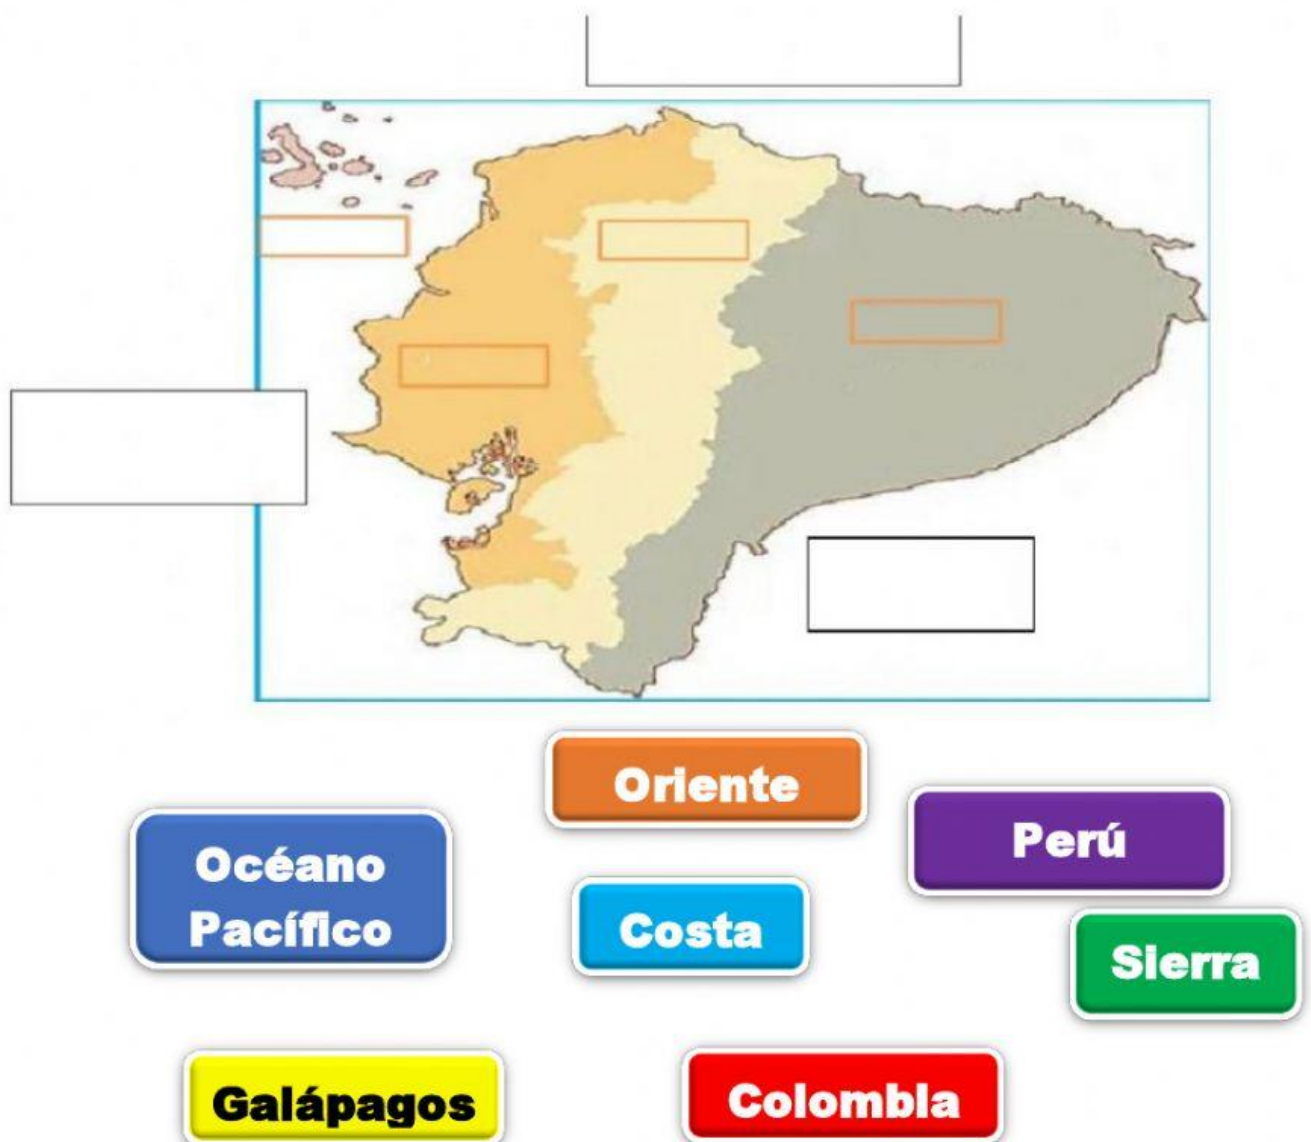 Oriente
Perú
Océano
Pacífico
Costa
Sierra
Galápagos
Colombia